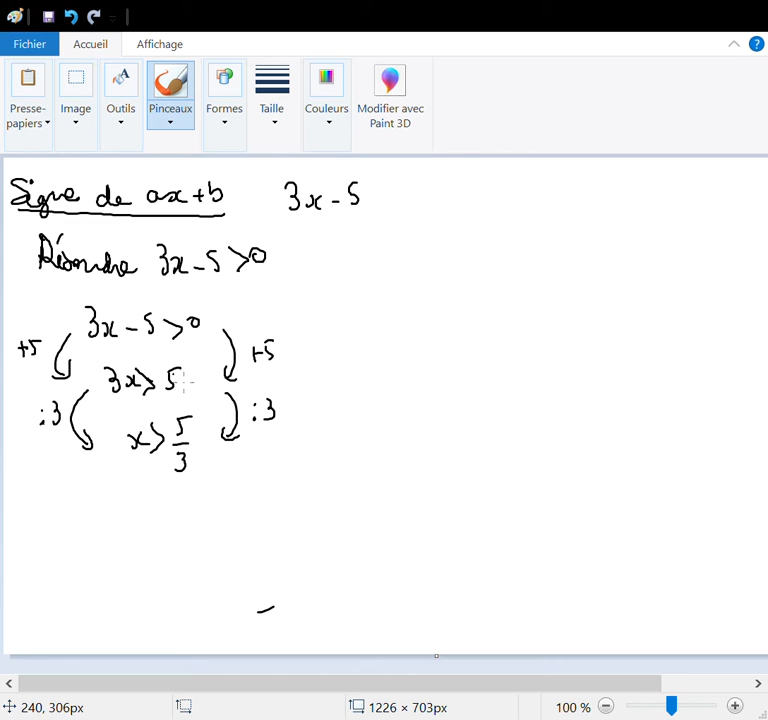 Fichier Accueil Affichage
Presse-papiers Image Outils Pinceaux Formes Taille Couleurs Modifier avec Paint 3D
Signe de ax+b 3x-5
Résoudre 3x-5>0
3x-5>0
+5 +5
3x>5
:3 :3
x>5/3
240, 306px 1226 × 703px 100 %